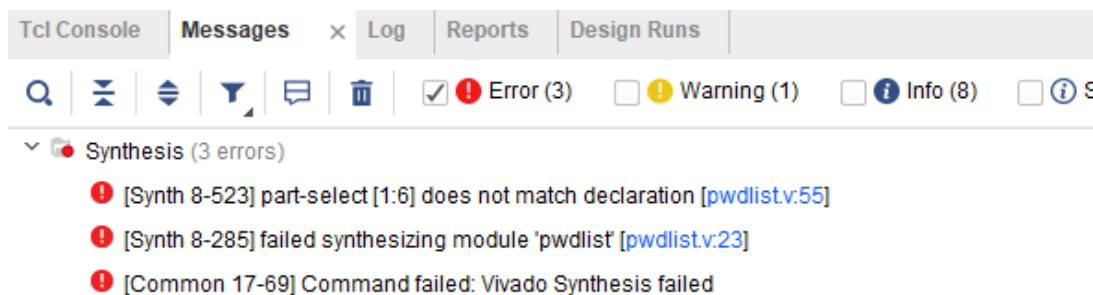 Tcl Console Messages × Log Reports Design Runs
Error (3) Warning (1) Info (8) S
Synthesis (3 errors)
[Synth 8-523] part-select [1:6] does not match declaration [pwdlist.v:55]
[Synth 8-285] failed synthesizing module 'pwdlist' [pwdlist.v:23]
[Common 17-69] Command failed: Vivado Synthesis failed